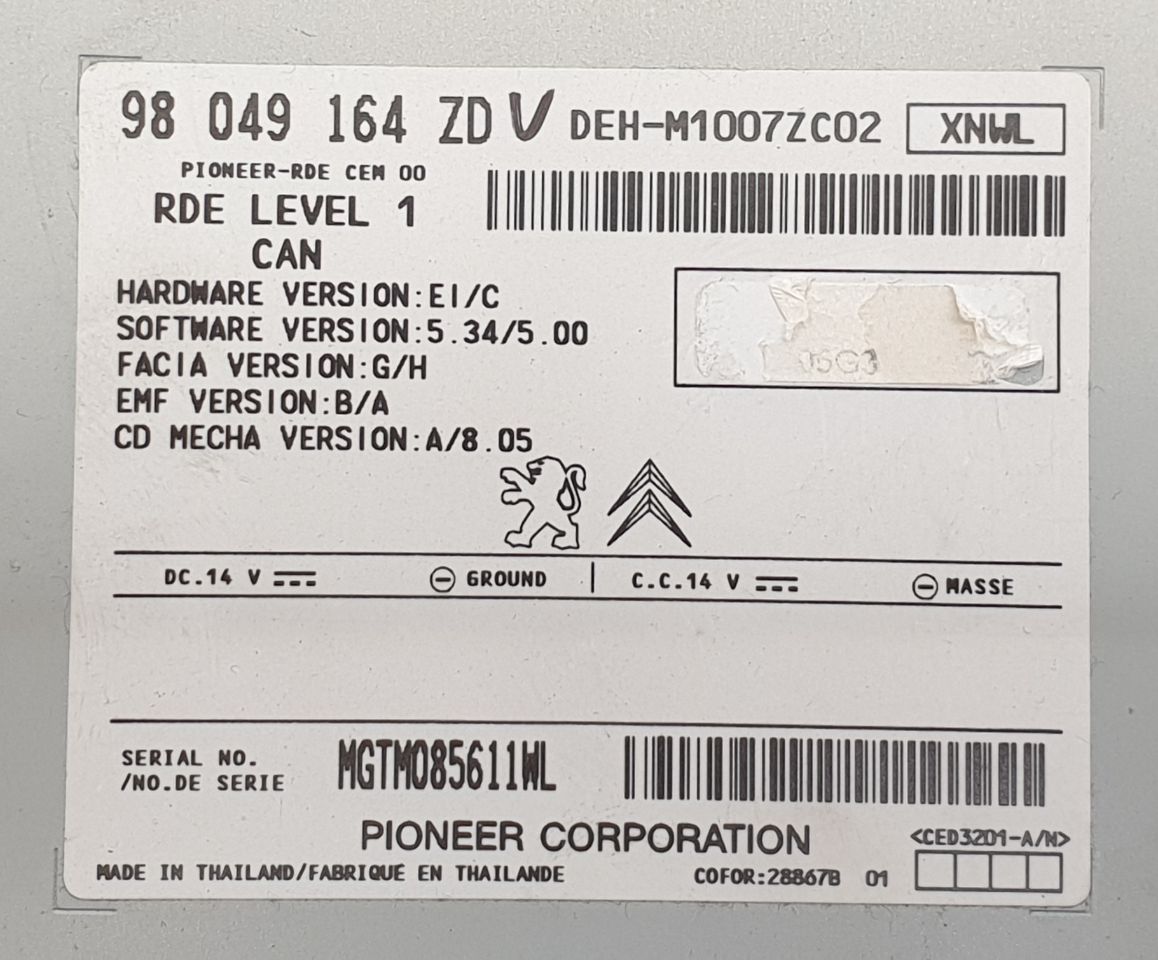 98 049 164 ZD V DEH-M1007ZC02 XNWL
PIONEER-RDE CEM 00
RDE LEVEL 1
CAN
HARDWARE VERSION:EI/C
SOFTWARE VERSION:5.34/5.00
FACIA VERSION:G/H
EMF VERSION:B/A
CD MECHA VERSION:A/8.05
DC.14 V GROUND | C.C.14 V MASSE
SERIAL NO.
/NO.DE SERIE MGTM085611WL
PIONEER CORPORATION
<CED3201-A/N>
MADE IN THAILAND/FABRIQUÉ EN THAILANDE COFOR:28867B 01